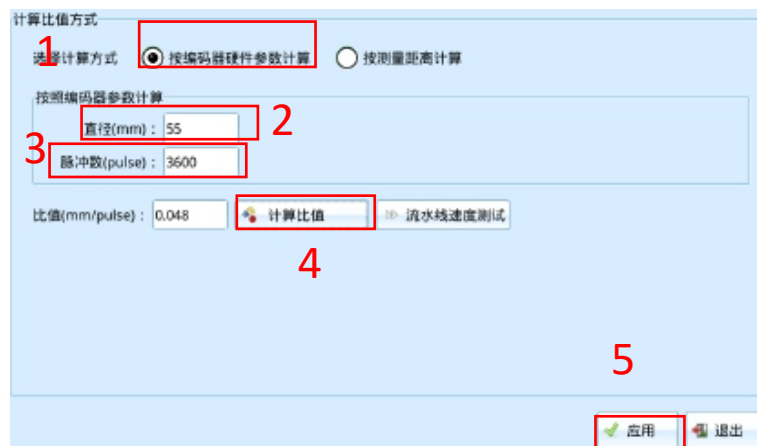 计算比值方式
1
选择计算方式 按编码器硬件参数计算 按测量距离计算
按照编码器参数计算
直径(mm)： 55 2
3 脉冲数(pulse)： 3600
比值(mm/pulse)： 0.048 计算比值 流水线速度测试
4
5
应用 退出